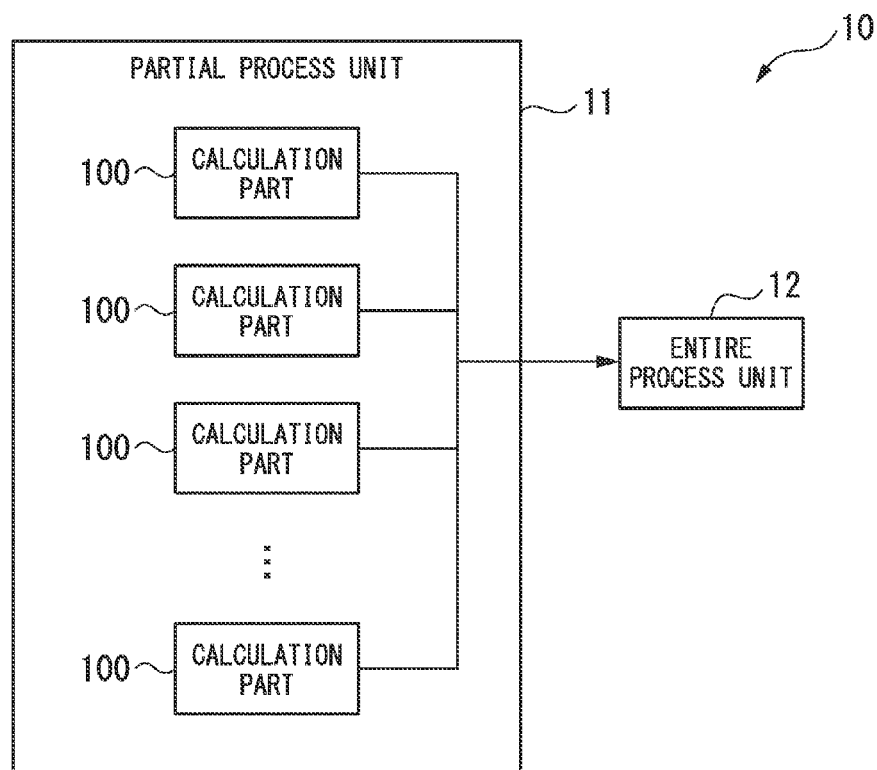 10
PARTIAL PROCESS UNIT
11
100
CALCULATION
PART
100
CALCULATION
PART
12
ENTIRE
PROCESS UNIT
100
CALCULATION
PART
100
CALCULATION
PART